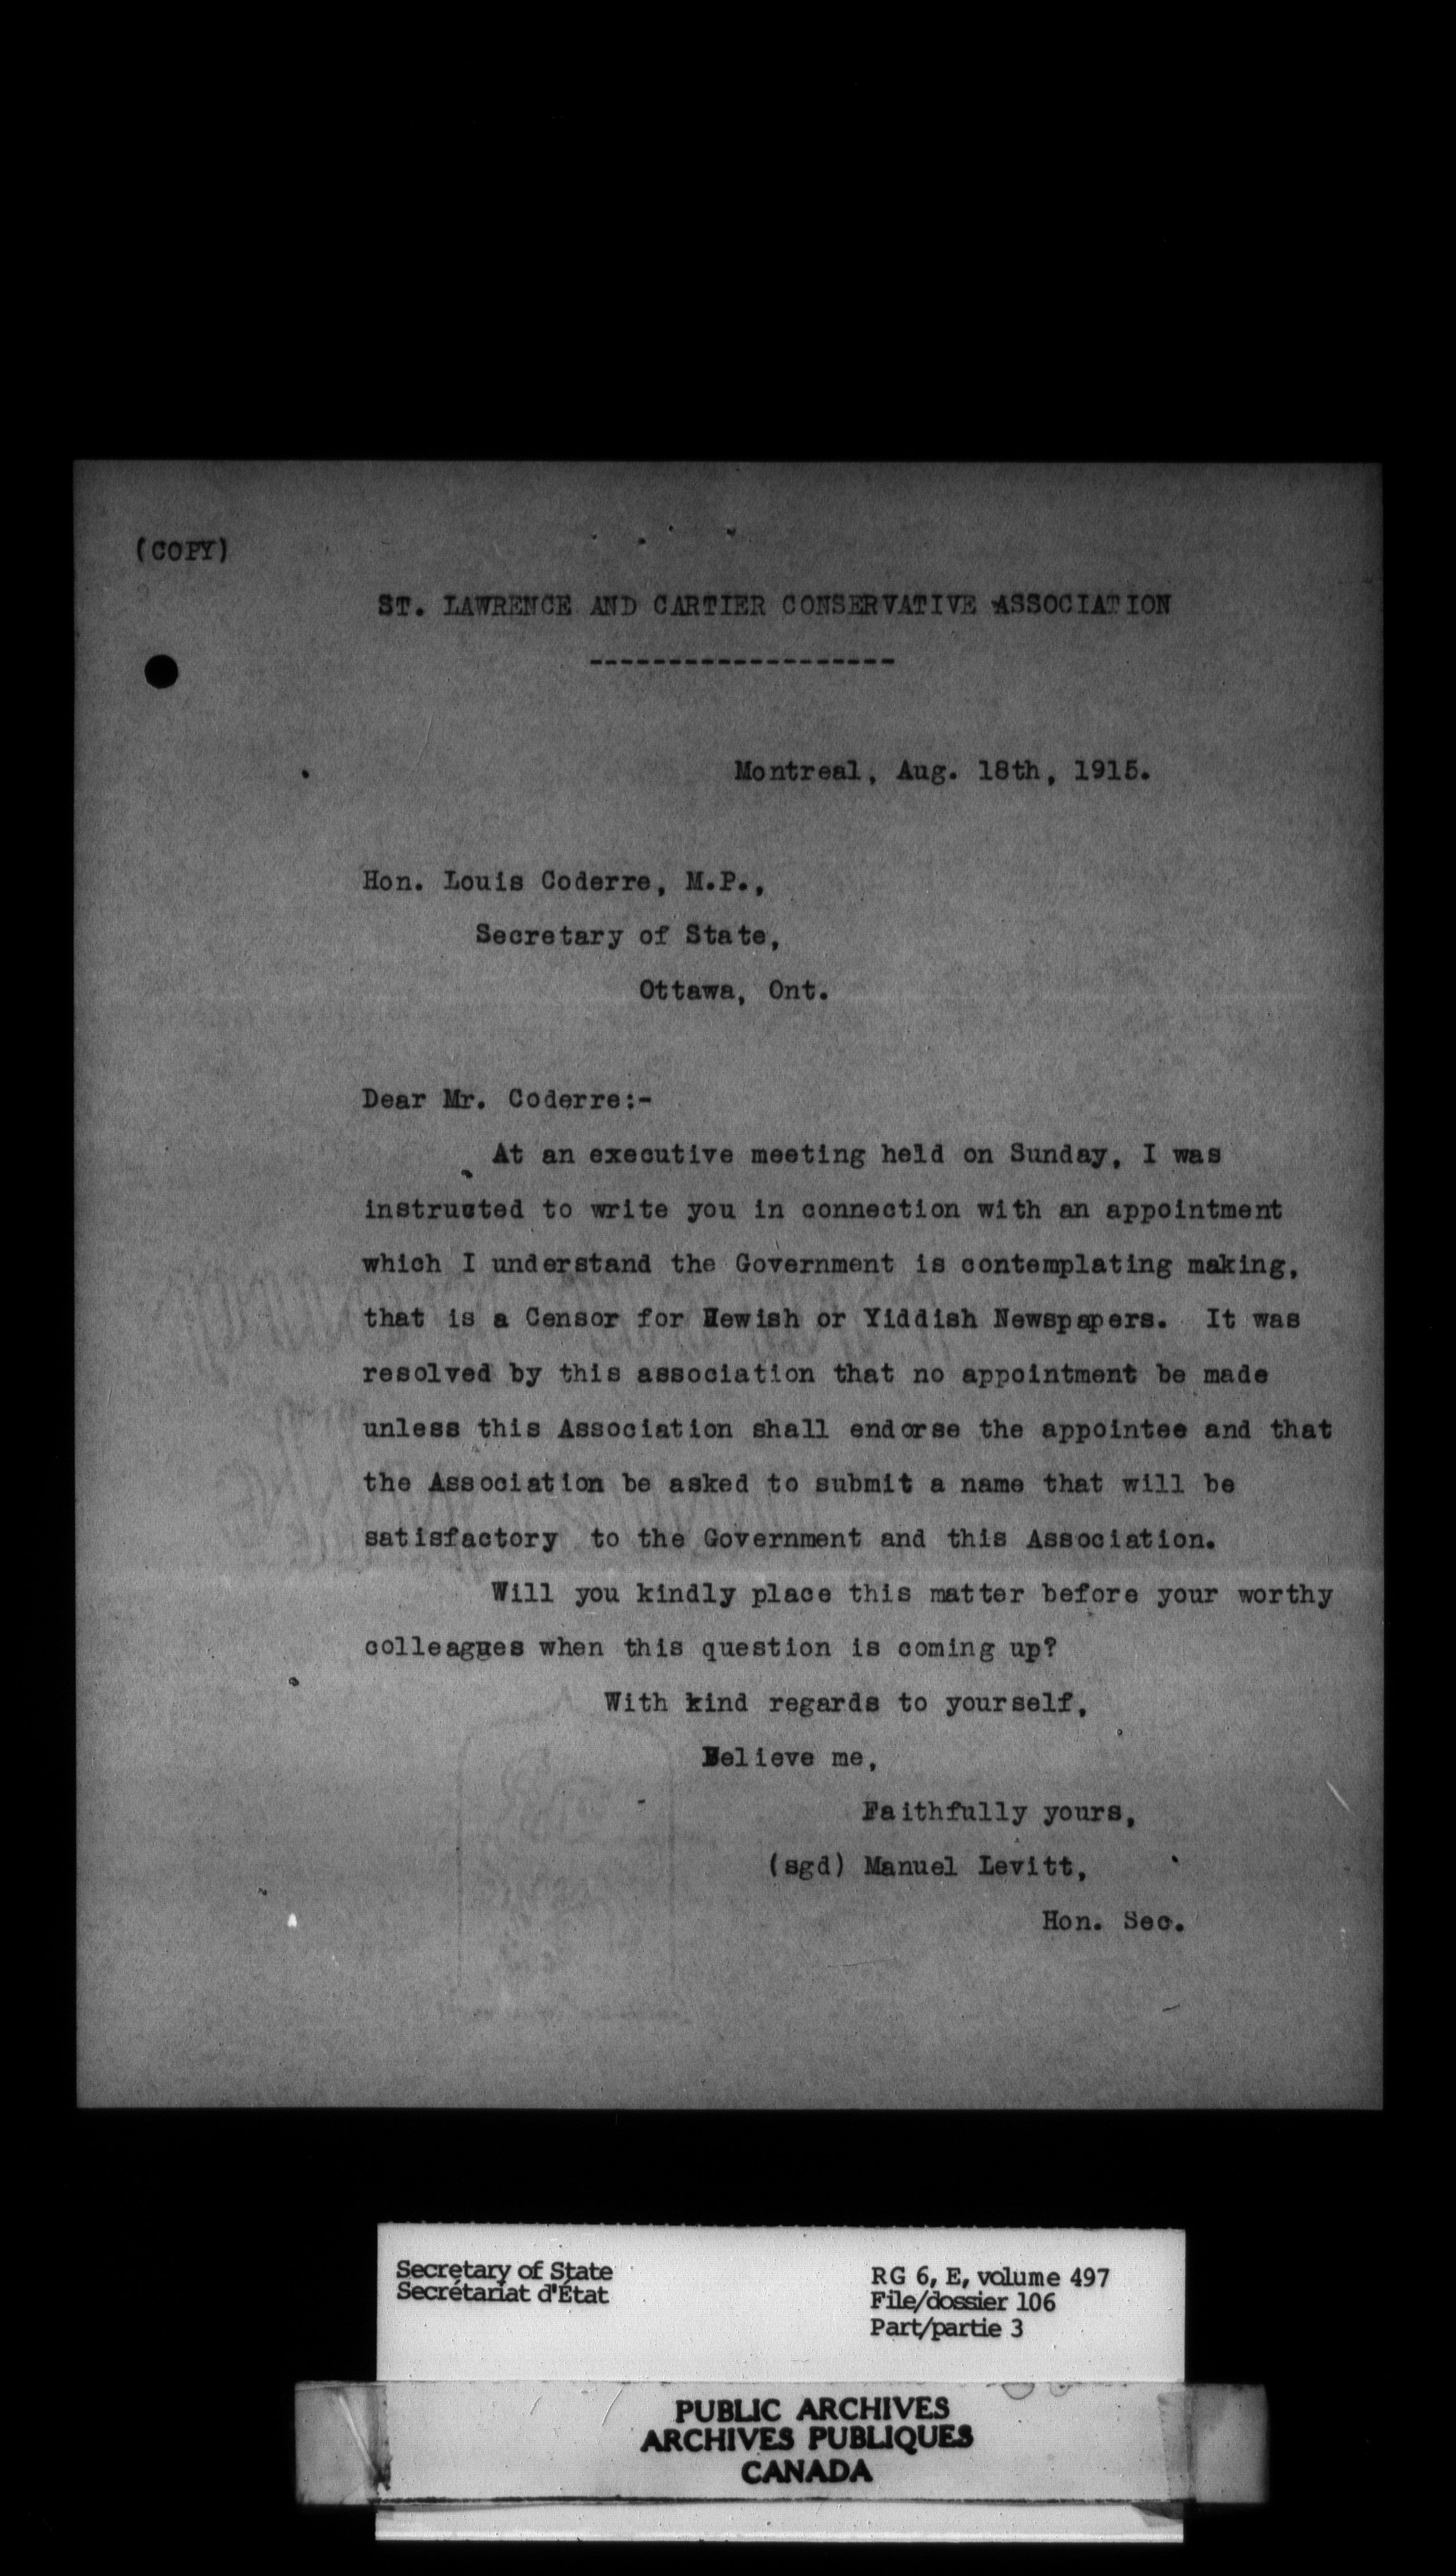 (COPY)
ST. LAWRENCE AND CARTIER CONSERVATIVE ASSOCIATION
-------------------
Montreal, Aug. 18th, 1915.
Hon. Louis Coderre, M.P.,
Secretary of State,
Ottawa, Ont.
Dear Mr. Coderre:-
At an executive meeting held on Sunday, I was
instructed to write you in connection with an appointment
which I understand the Government is contemplating making,
that is a Censor for Hewish or Yiddish Newspapers. It was
resolved by this association that no appointment be made
unless this Association shall endorse the appointee and that
the Association be asked to submit a name that will be
satisfactory to the Government and this Association.
Will you kindly place this matter before your worthy
colleagues when this question is coming up?
With kind regards to yourself,
Believe me,
Faithfully yours,
(sgd) Manuel Levitt,
Hon. Sec.
Secretary of State
Secrétariat d'État
RG 6, E, volume 497
File/dossier 106
Part/partie 3
PUBLIC ARCHIVES
ARCHIVES PUBLIQUES
CANADA